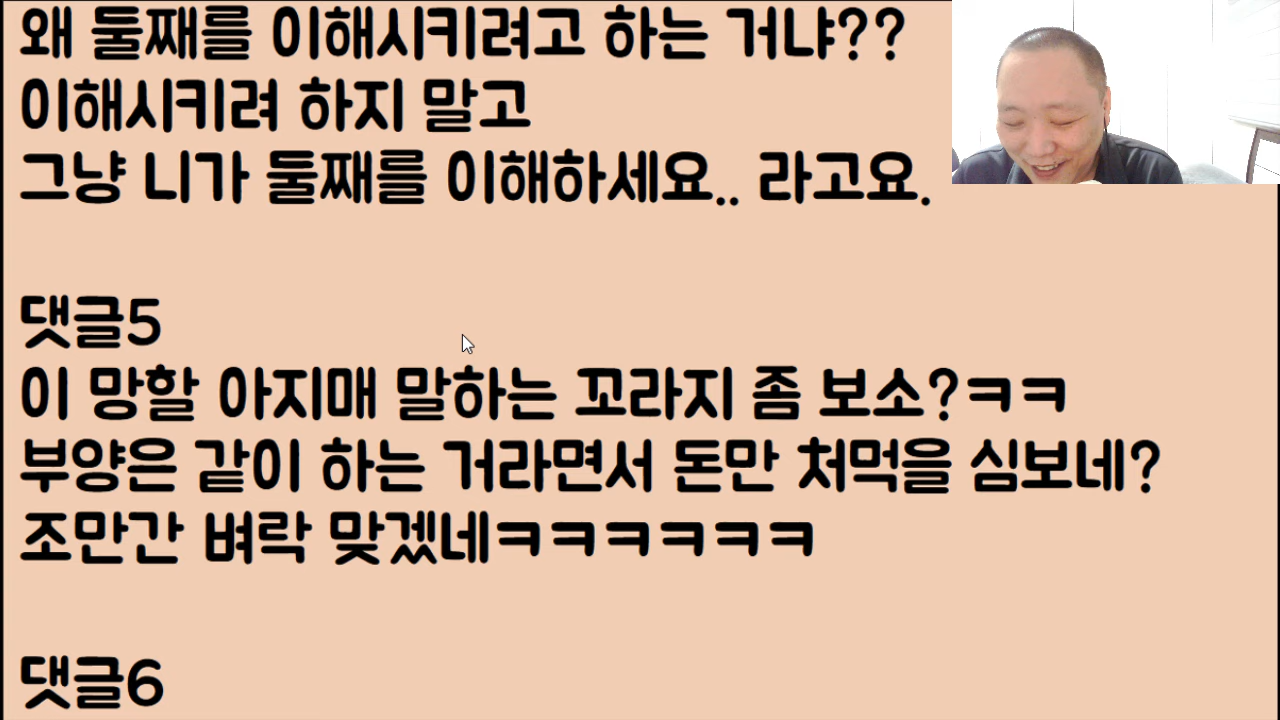 왜 둘째를 이해시키려고 하는 거냐??
이해시키려 하지 말고
그냥 니가 둘째를 이해하세요.. 라고요.
댓글5
이 망할 아지매 말하는 꼬라지 좀 보소?ㅋㅋ
부양은 같이 하는 거라면서 돈만 처먹을 심보네?
조만간 벼락 맞겠네ㅋㅋㅋㅋㅋㅋ
댓글6